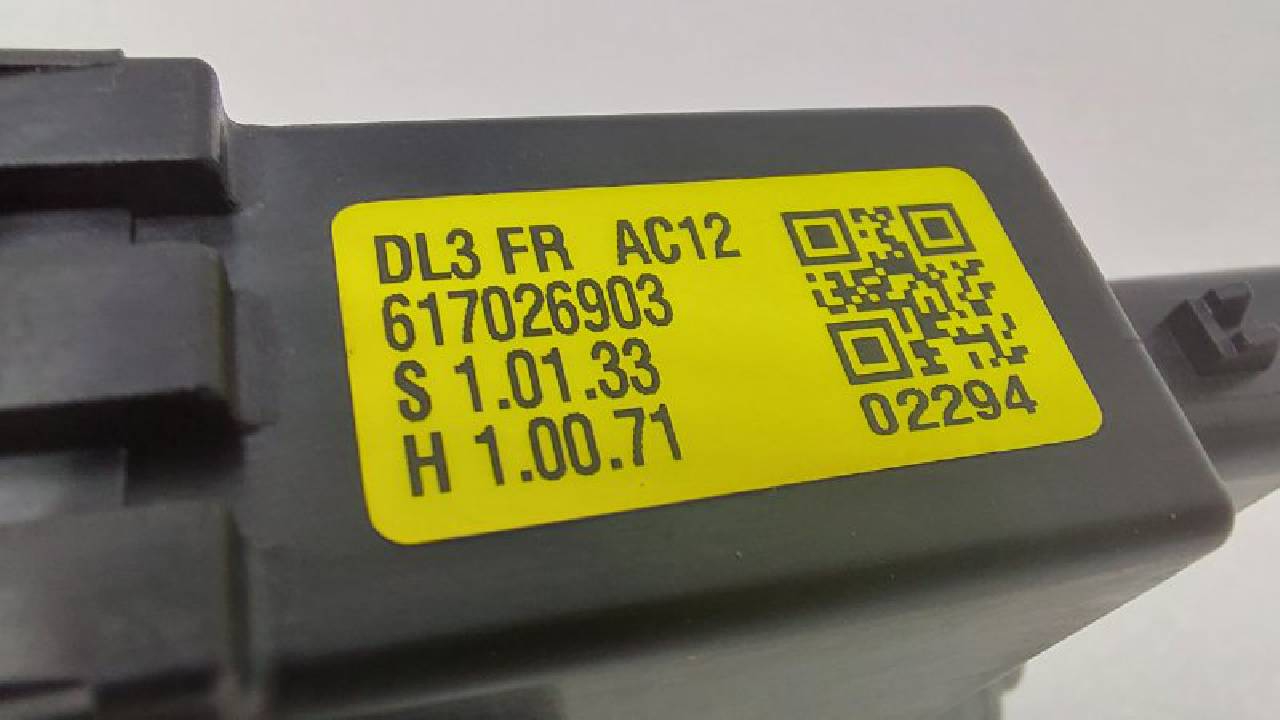 DL3 FR AC12
617026903
S 1.01.33
H 1.00.71
02294